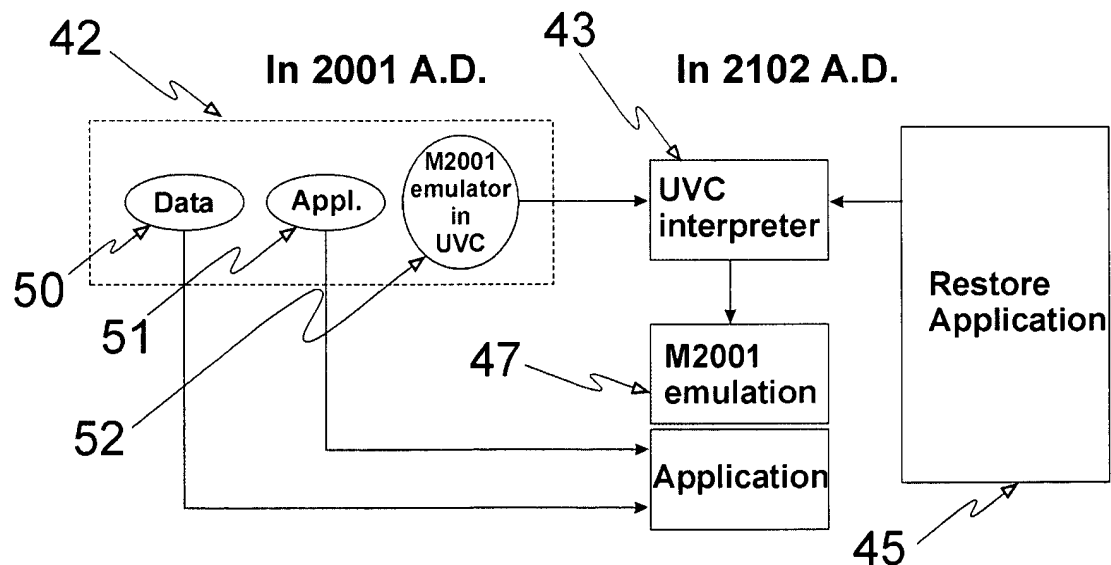 42
In 2001 A.D.
43
In 2102 A.D.
Data
Appl.
M2001
emulator
in
UVC
UVC
interpreter
Restore
Application
50
51
52
47
M2001
emulation
Application
45